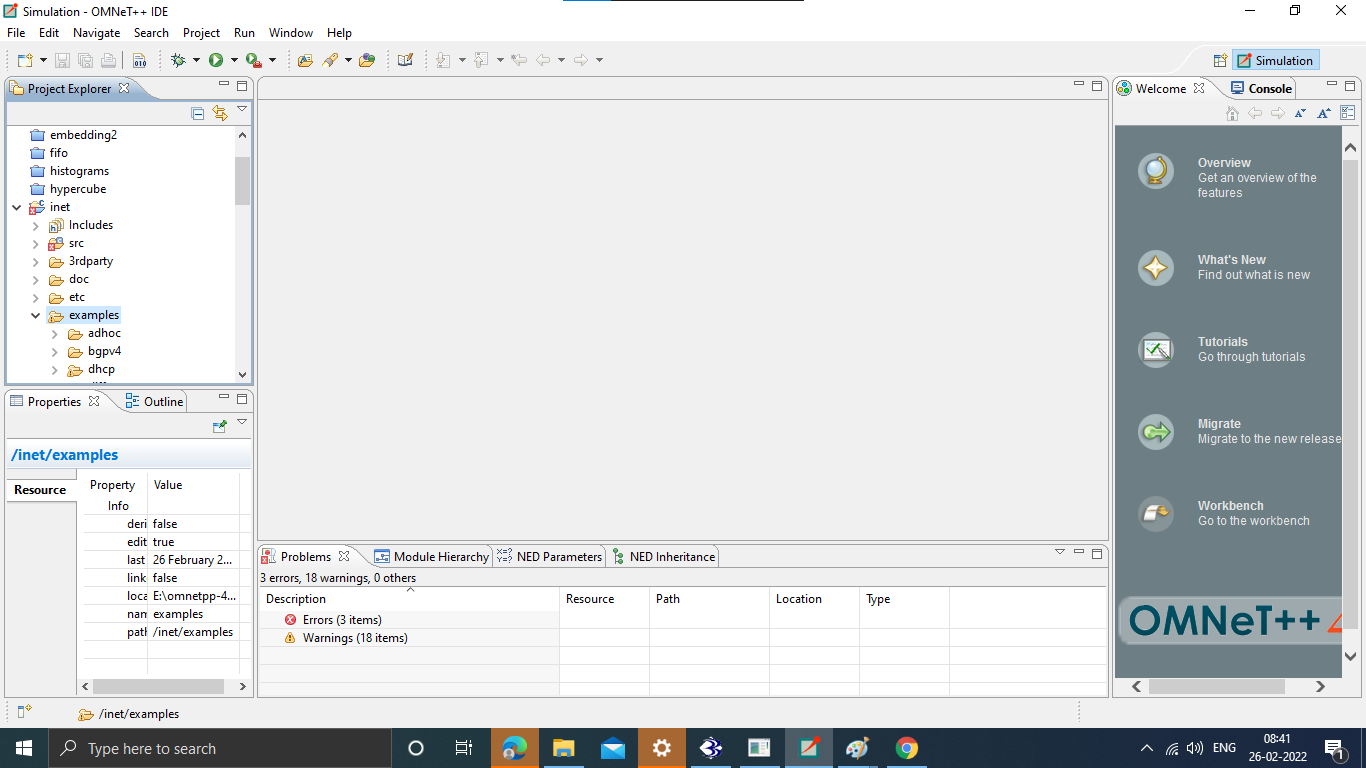 Simulation - OMNeT++ IDE
File Edit Navigate Search Project Run Window Help
Simulation
Project Explorer
embedding2
fifo
histograms
hypercube
inet
Includes
src
3rdparty
doc
etc
examples
adhoc
bgpv4
dhcp
Properties
Outline
/inet/examples
Resource
Property Value
Info
deri false
edit true
last 26 February 2...
link false
loca E:\omnetpp-4...
nam examples
path /inet/examples
Problems
Module Hierarchy
NED Parameters
NED Inheritance
3 errors, 18 warnings, 0 others
Description Resource Path Location Type
Errors (3 items)
Warnings (18 items)
Welcome
Console
Overview
Get an overview of the
features
What's New
Find out what is new
Tutorials
Go through tutorials
Migrate
Migrate to the new release
Workbench
Go to the workbench
OMNeT++ 4
/inet/examples
Type here to search
ENG
08:41
26-02-2022
1